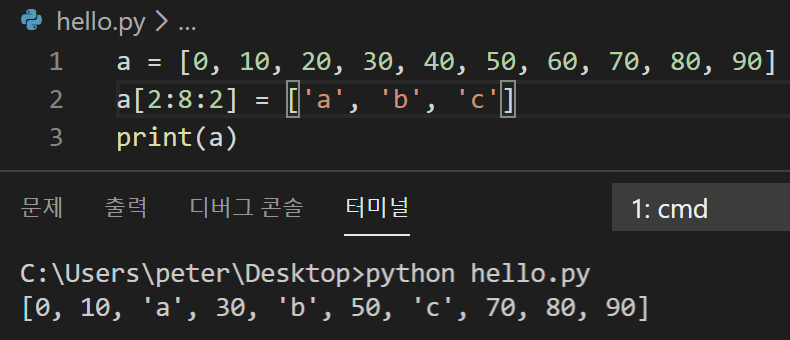 hello.py > ...
1 a = [0, 10, 20, 30, 40, 50, 60, 70, 80, 90]
2 a[2:8:2] = ['a', 'b', 'c']
3 print(a)
문제 출력 디버그 콘솔 터미널 1: cmd
C:\Users\peter\Desktop>python hello.py
[0, 10, 'a', 30, 'b', 50, 'c', 70, 80, 90]